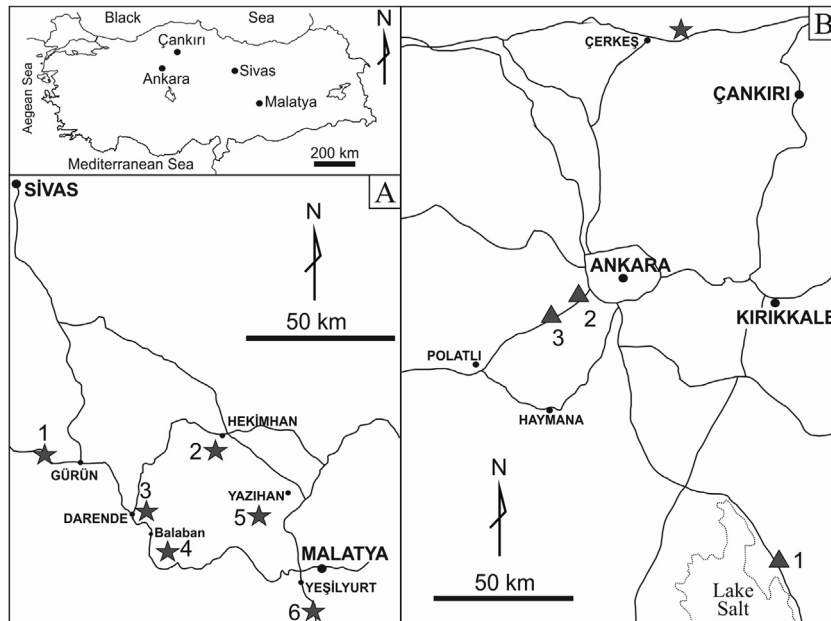 Black Sea
N
Çankırı
Ankara
Sivas
Malatya
Aegean Sea
Mediterranean Sea
200 km
A
SİVAS
N
50 km
HEKİMHAN
1
2
GÜRÜN
3
YAZIHAN
DARENDE
5
Balaban
4
MALATYA
YEŞİLYURT
6
B
ÇERKEŞ
ÇANKIRI
ANKARA
2
KIRIKKALE
3
POLATLI
HAYMANA
N
50 km
1
Lake
Salt